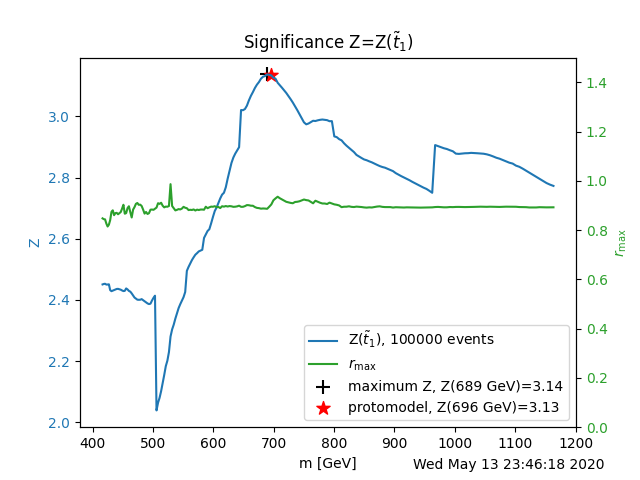 Significance Z=Z(t̃₁)
3.0
2.8
2.6
2.4
2.2
2.0
Z
1.4
1.2
1.0
0.8
0.6
0.4
0.2
0.0
r_max
Z(t̃₁), 100000 events
r_max
maximum Z, Z(689 GeV)=3.14
protomodel, Z(696 GeV)=3.13
400 500 600 700 800 900 1000 1100 1200
m [GeV]
Wed May 13 23:46:18 2020